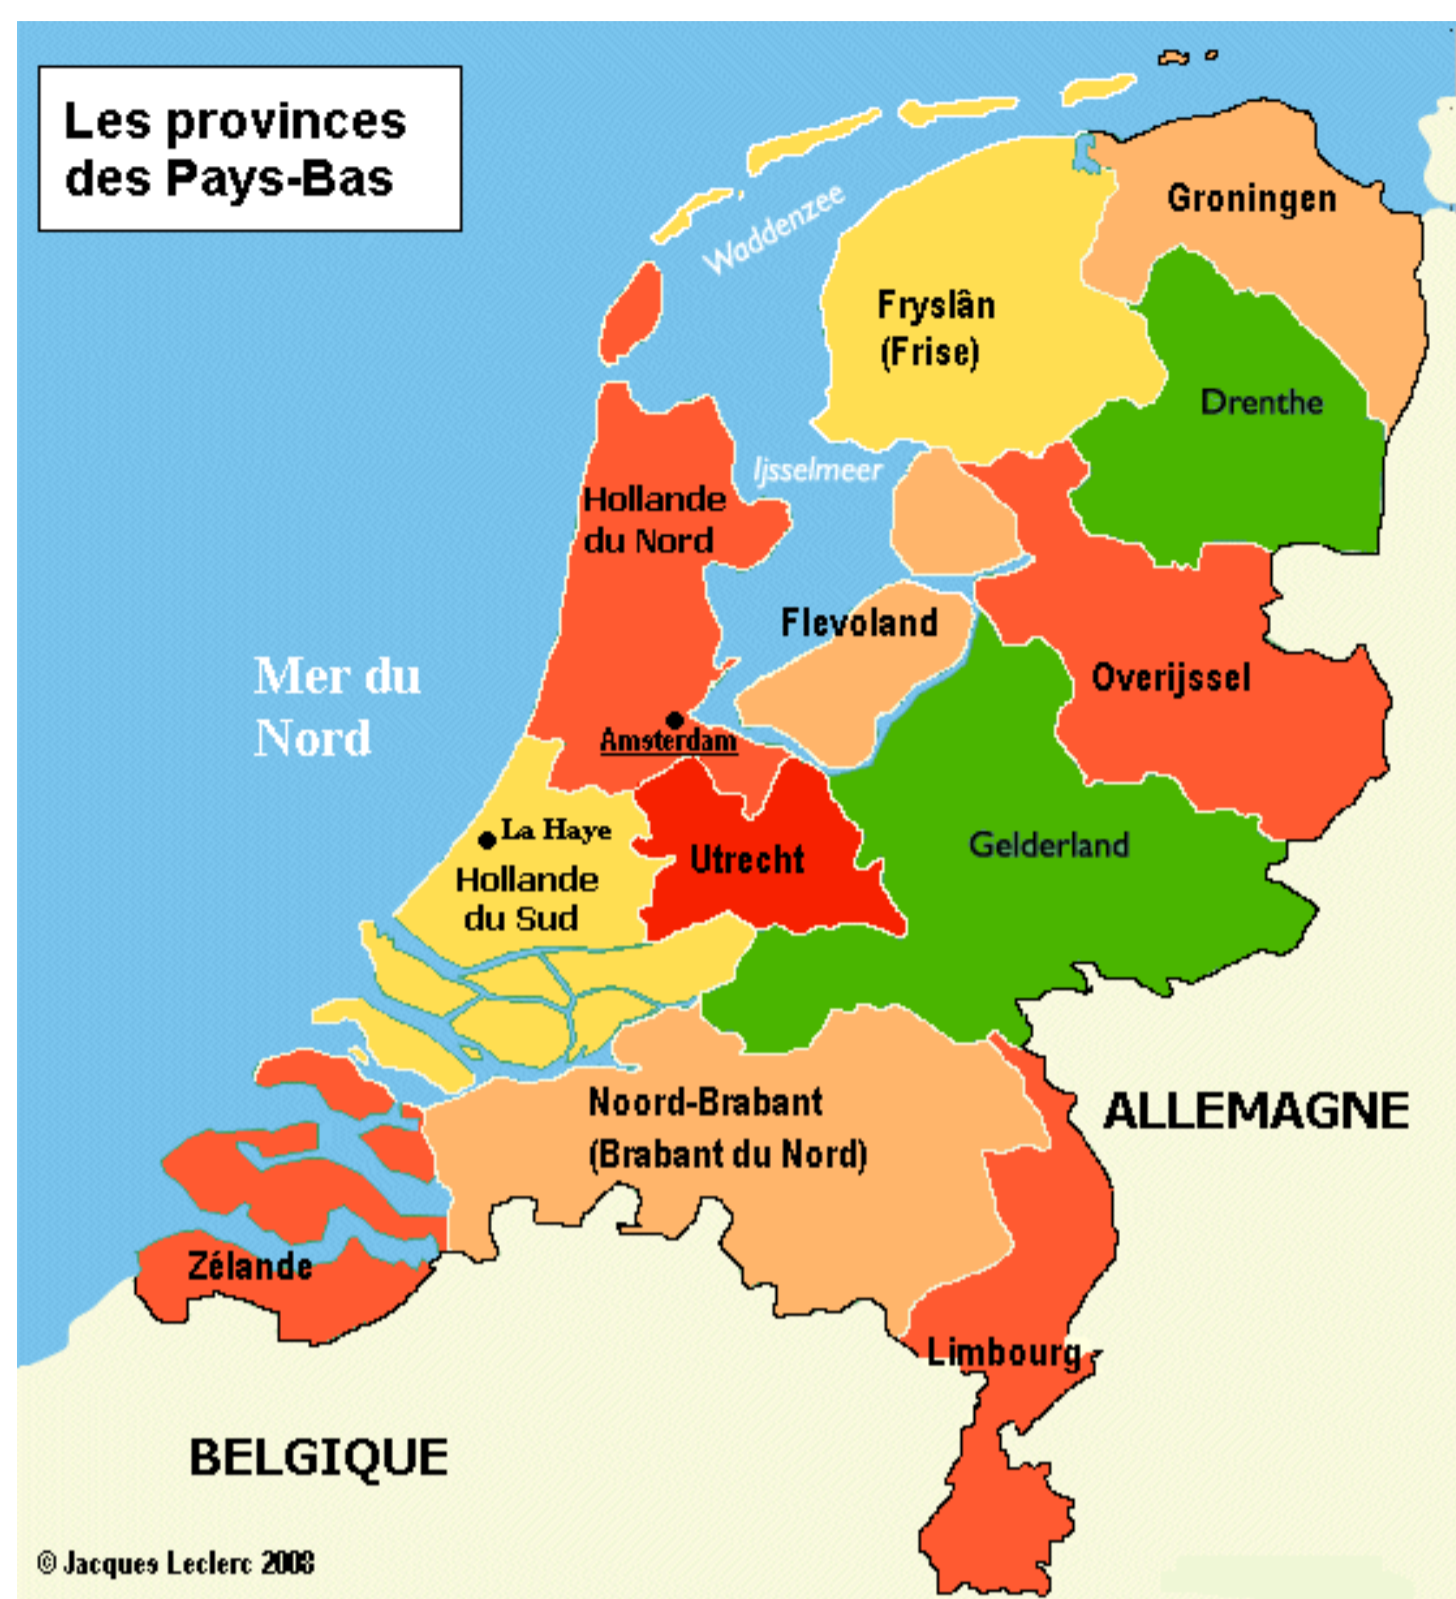 Les provinces
des Pays-Bas
Groningen
Waddenzee
Fryslân
(Frise)
Drenthe
Ijsselmeer
Hollande
du Nord
Flevoland
Mer du
Nord
Overijssel
Amsterdam
La Haye
Utrecht
Gelderland
Hollande
du Sud
Noord-Brabant
(Brabant du Nord)
ALLEMAGNE
Zélande
Limbourg
BELGIQUE
© Jacques Leclerc 2008